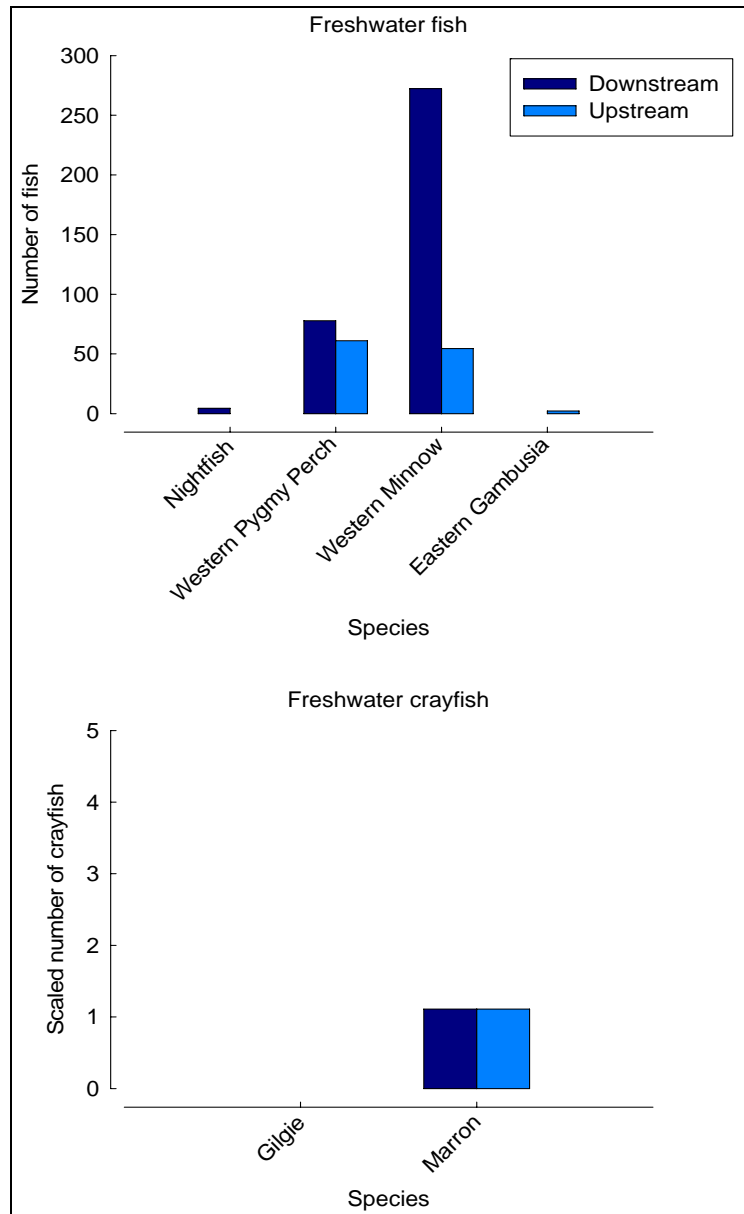 Freshwater fish
300
250
200
150
100
50
0
Number of fish
Downstream
Upstream
Nightfish
Western Pygmy Perch
Western Minnow
Eastern Gambusia
Species
Freshwater crayfish
5
4
3
2
1
0
Scaled number of crayfish
Gilgie
Marron
Species